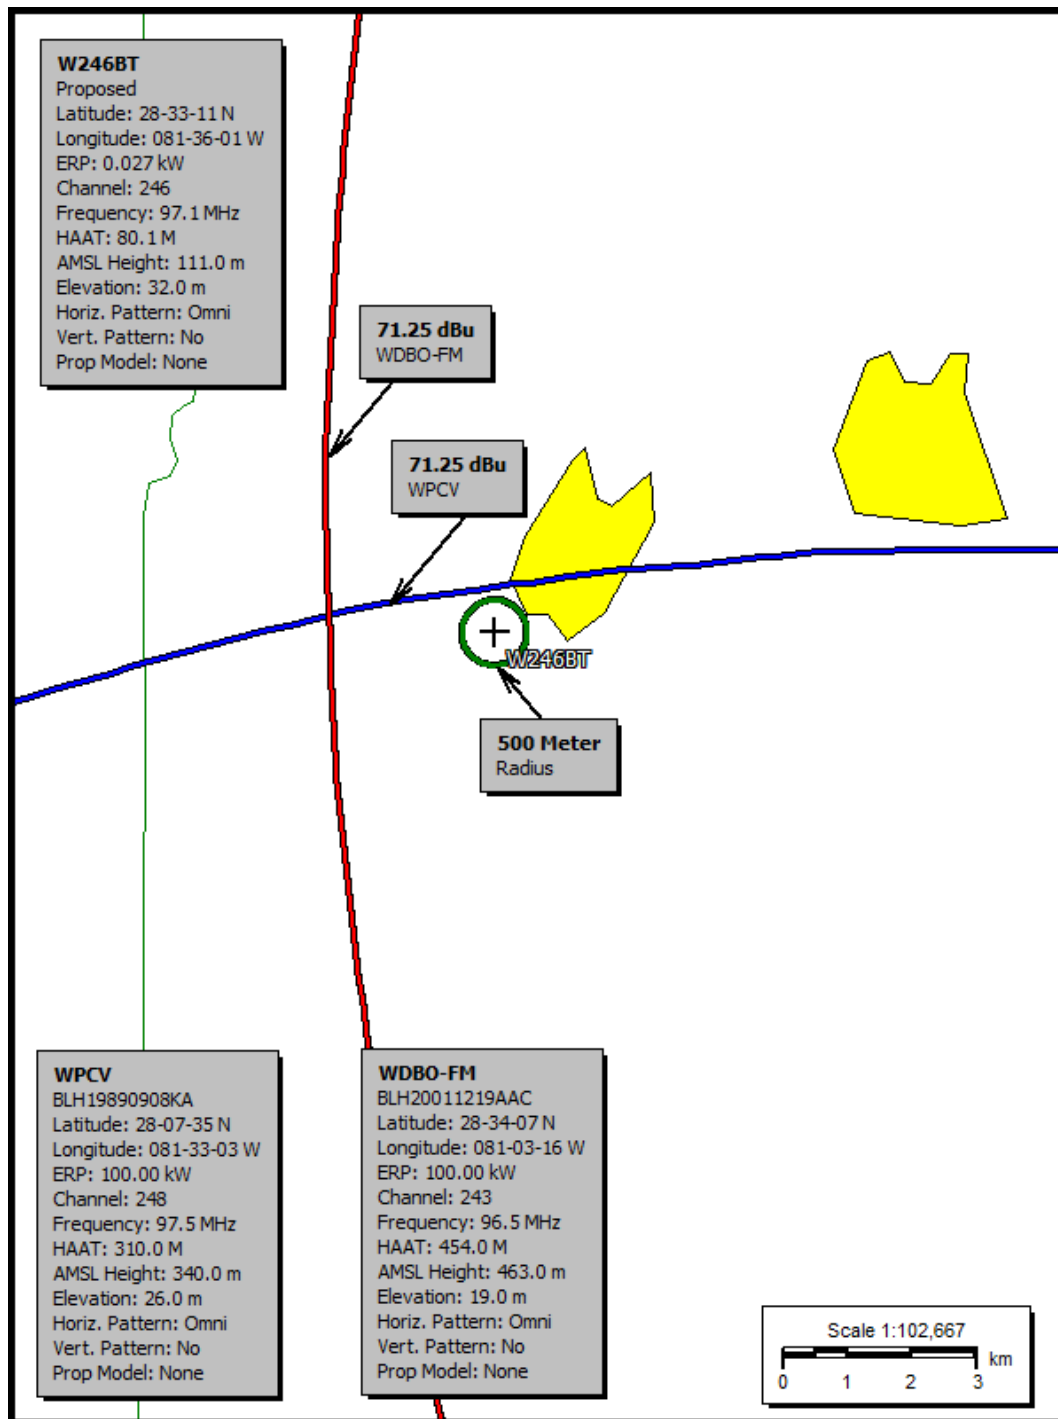 W246BT
Proposed
Latitude: 28-33-11 N
Longitude: 081-36-01 W
ERP: 0.027 kW
Channel: 246
Frequency: 97.1 MHz
HAAT: 80.1 M
AMSL Height: 111.0 m
Elevation: 32.0 m
Horiz. Pattern: Omni
Vert. Pattern: No
Prop Model: None
71.25 dBu
WDBO-FM
71.25 dBu
WPCV
W246BT
500 Meter
Radius
WPCV
BLH19890908KA
Latitude: 28-07-35 N
Longitude: 081-33-03 W
ERP: 100.00 kW
Channel: 248
Frequency: 97.5 MHz
HAAT: 310.0 M
AMSL Height: 340.0 m
Elevation: 26.0 m
Horiz. Pattern: Omni
Vert. Pattern: No
Prop Model: None
WDBO-FM
BLH20011219AAC
Latitude: 28-34-07 N
Longitude: 081-03-16 W
ERP: 100.00 kW
Channel: 243
Frequency: 96.5 MHz
HAAT: 454.0 M
AMSL Height: 463.0 m
Elevation: 19.0 m
Horiz. Pattern: Omni
Vert. Pattern: No
Prop Model: None
Scale 1:102,667
km
0 1 2 3